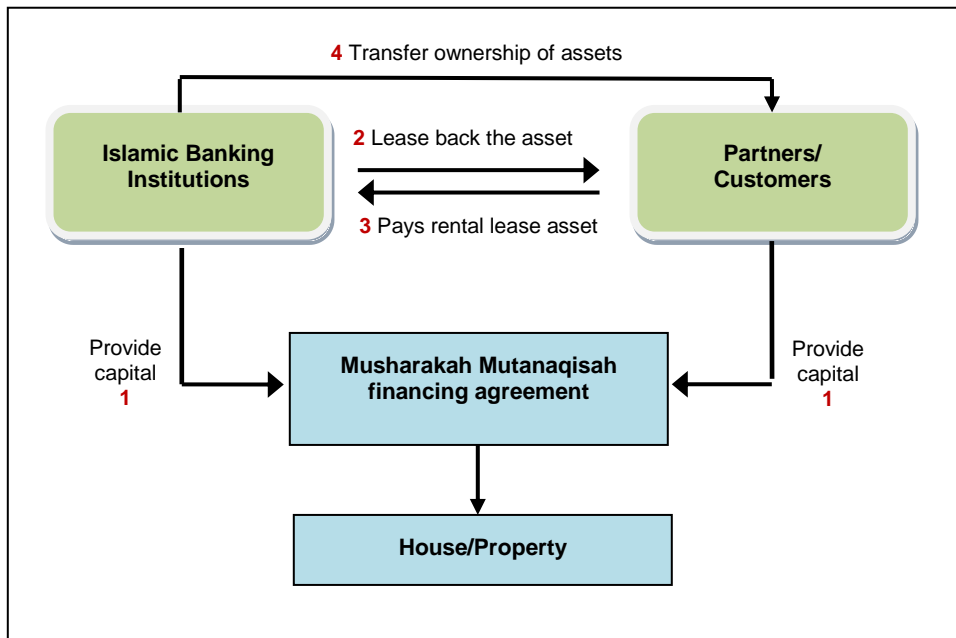 4 Transfer ownership of assets
Islamic Banking
Institutions
2 Lease back the asset
3 Pays rental lease asset
Partners/
Customers
Provide
capital
1
Musharakah Mutanaqisah
financing agreement
Provide
capital
1
House/Property